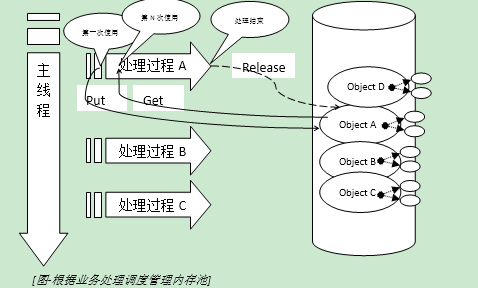 第 N 次使用
处理结束
第一次使用
主线程
处理过程 A
Release
Put
Get
处理过程 B
处理过程 C
Object D
Object A
Object B
Object C
[图-根据业务处理调度管理内存池]